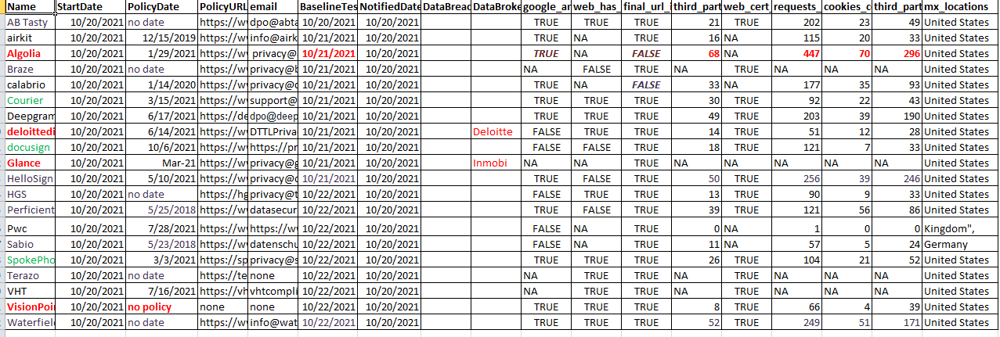 Name StartDate PolicyDate PolicyURL email BaselineTes NotifiedDate DataBreac DataBroke google_ar web_has_ final_url_i third_part web_cert_ requests_ cookies_c third_part mx_locations
AB Tasty 10/20/2021 no date https://w dpo@abta 10/20/2021 10/20/2021 TRUE TRUE TRUE 21 TRUE 202 23 49 United States
airkit 10/20/2021 12/15/2019 https://w info@airk 10/21/2021 10/20/2021 TRUE NA TRUE 16 NA 115 20 33 United States
Algolia 10/20/2021 1/29/2021 https://w privacy@ 10/21/2021 10/20/2021 TRUE NA FALSE 68 NA 447 70 296 United States
Braze 10/20/2021 no date https://w privacy@b 10/21/2021 10/20/2021 NA FALSE TRUE NA TRUE NA NA NA United States
calabrio 10/20/2021 1/14/2020 https://w privacy@c 10/21/2021 10/20/2021 TRUE NA FALSE 33 NA 177 35 93 United States
Courier 10/20/2021 3/15/2021 https://w support@ 10/21/2021 10/20/2021 TRUE TRUE TRUE 30 TRUE 92 22 43 United States
Deepgram 10/20/2021 6/17/2021 https://de dpo@deep 10/21/2021 10/20/2021 TRUE TRUE TRUE 49 TRUE 203 39 190 United States
deloittedi 10/20/2021 6/14/2021 https://w DTTLPriva 10/21/2021 10/20/2021 Deloitte FALSE TRUE TRUE 14 TRUE 51 12 28 United States
docusign 10/20/2021 10/6/2021 https://w https://pr 10/21/2021 10/20/2021 FALSE FALSE TRUE 18 TRUE 121 7 33 United States
Glance 10/20/2021 Mar-21 https://w privacy@g 10/21/2021 10/20/2021 Inmobi NA NA TRUE NA NA NA NA NA United States
HelloSign 10/20/2021 5/10/2021 https://w privacy@ 10/21/2021 10/20/2021 TRUE FALSE TRUE 50 TRUE 256 39 246 United States
HGS 10/20/2021 no date https://hg privacy@t 10/22/2021 10/20/2021 FALSE TRUE TRUE 13 TRUE 90 9 33 United States
Perficient 10/20/2021 5/25/2018 https://w datasecur 10/22/2021 10/20/2021 TRUE FALSE TRUE 39 TRUE 121 56 86 United States
Pwc 10/20/2021 7/28/2021 https://w https://w 10/22/2021 10/20/2021 FALSE NA TRUE 0 NA 1 0 0 Kingdom",
Sabio 10/20/2021 5/23/2018 https://w datenschu 10/22/2021 10/20/2021 FALSE NA TRUE 11 NA 57 5 24 Germany
SpokePho 10/20/2021 3/3/2021 https://sp privacy@s 10/22/2021 10/20/2021 TRUE TRUE TRUE 26 TRUE 104 21 52 United States
Terazo 10/20/2021 no date https://te none 10/22/2021 10/20/2021 NA TRUE TRUE NA TRUE NA NA NA United States
VHT 10/20/2021 7/16/2021 https://vh vhtcompli 10/22/2021 10/20/2021 NA TRUE TRUE NA TRUE NA NA NA United States
VisionPoi 10/20/2021 no policy none none 10/22/2021 10/20/2021 TRUE TRUE TRUE 8 TRUE 66 4 39 United States
Waterfield 10/20/2021 no date https://w info@wat 10/22/2021 10/20/2021 TRUE TRUE TRUE 52 TRUE 249 51 171 United States